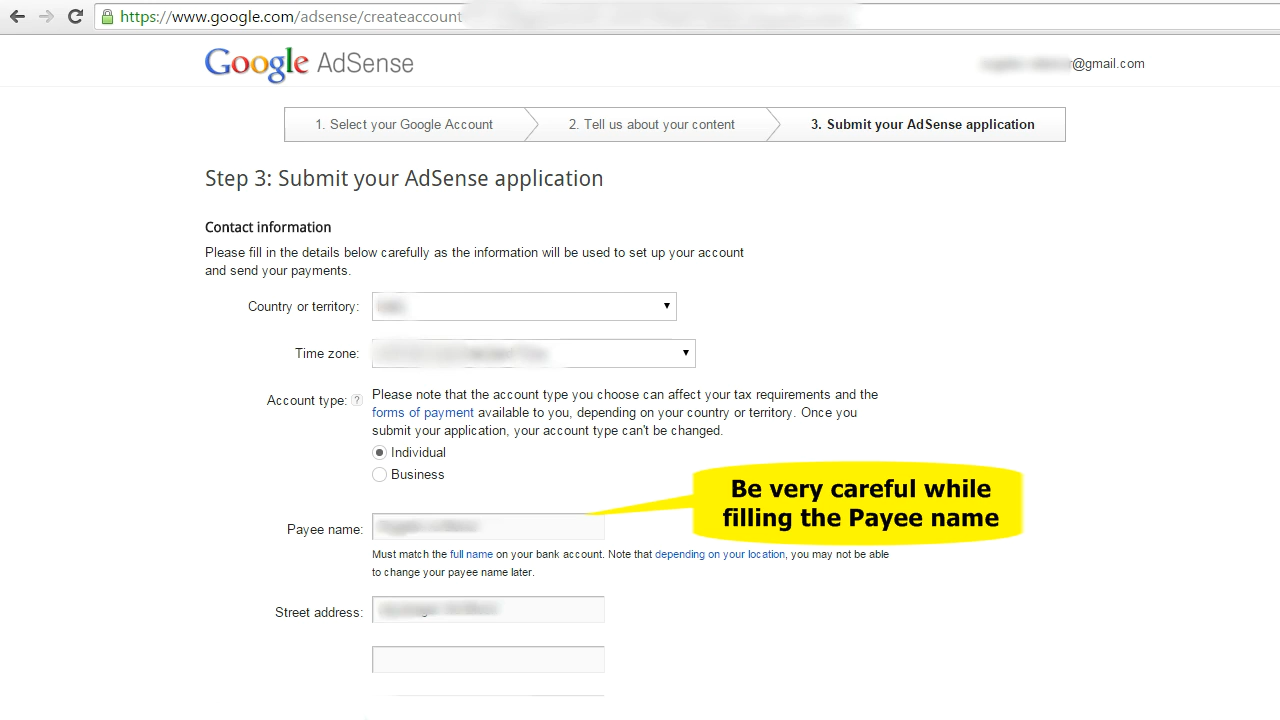 https://www.google.com/adsense/createaccount
Google AdSense
@gmail.com
1. Select your Google Account
2. Tell us about your content
3. Submit your AdSense application
Step 3: Submit your AdSense application
Contact information
Please fill in the details below carefully as the information will be used to set up your account
and send your payments.
Country or territory:
Time zone:
Account type: ?
Please note that the account type you choose can affect your tax requirements and the
forms of payment available to you, depending on your country or territory. Once you
submit your application, your account type can't be changed.
Individual
Business
Be very careful while
filling the Payee name
Payee name:
Must match the full name on your bank account. Note that depending on your location, you may not be able
to change your payee name later.
Street address: